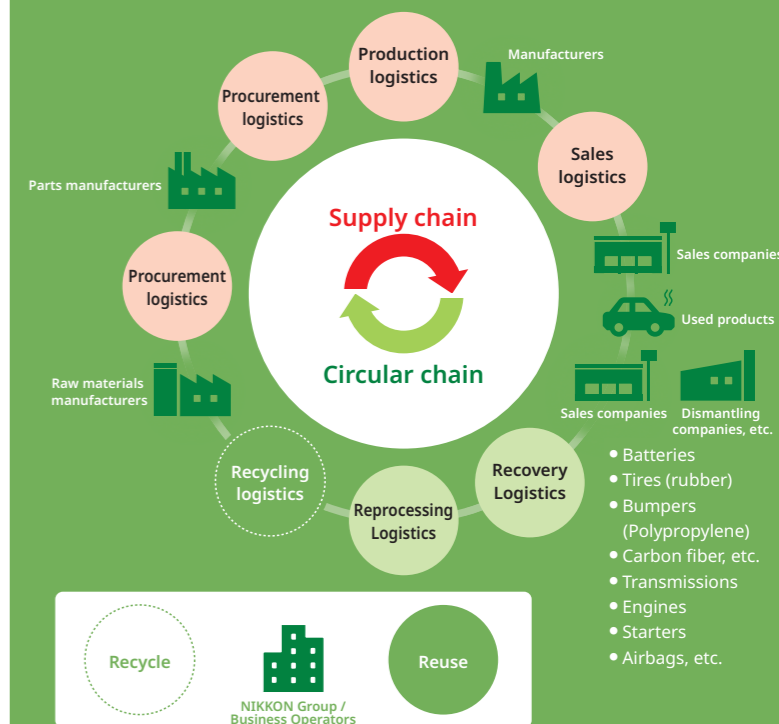 Production
logistics
Manufacturers
Procurement
logistics
Sales
logistics
Parts manufacturers
Supply chain
Procurement
logistics
Sales companies
Used products
Circular chain
Raw materials
manufacturers
Sales companies
Dismantling
companies, etc.
Recycling
logistics
Reprocessing
Logistics
Recovery
Logistics
• Batteries
• Tires (rubber)
• Bumpers
(Polypropylene)
• Carbon fiber, etc.
• Transmissions
• Engines
• Starters
• Airbags, etc.
Recycle
NIKKON Group /
Business Operators
Reuse